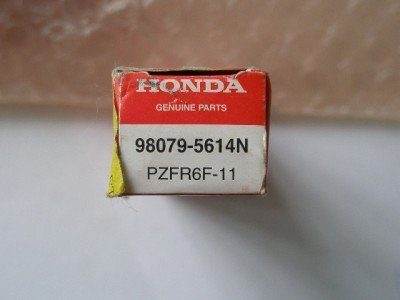 HONDA
GENUINE PARTS
98079-5614N
PZFR6F-11